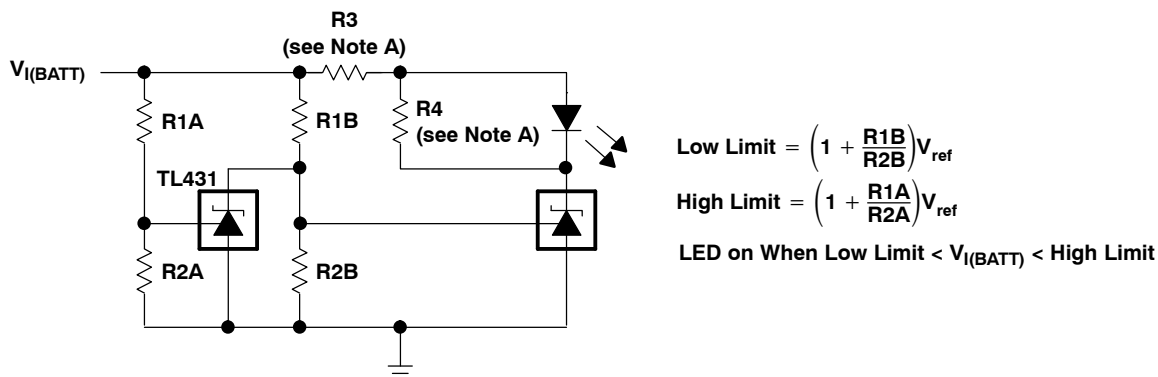 R3
(see Note A)
V_I(BATT)
R1A
R1B
R4
(see Note A)
TL431
R2A
R2B
Low Limit = (1 + R1B/R2B)V_ref
High Limit = (1 + R1A/R2A)V_ref
LED on When Low Limit < V_I(BATT) < High Limit